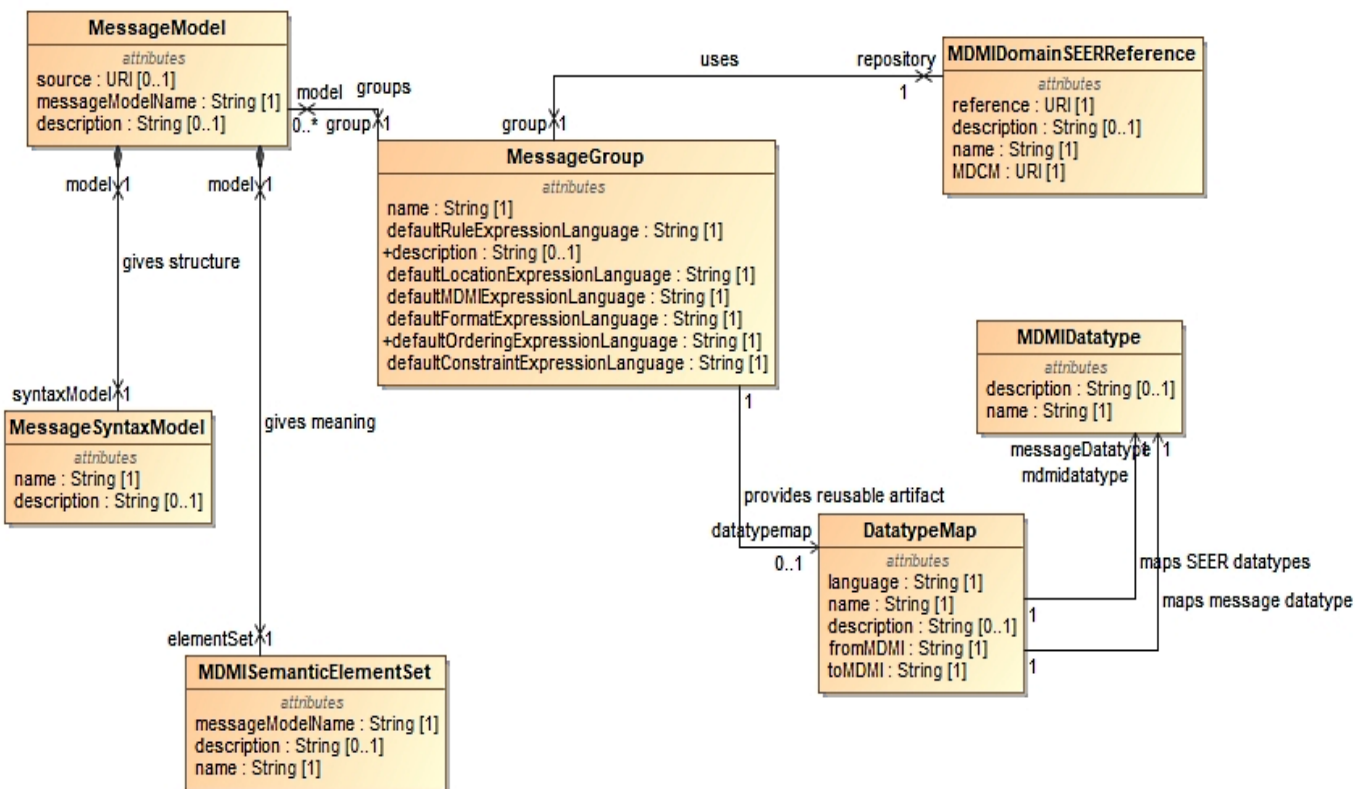 MessageModel
attributes
source : URI [0..1]
messageModelName : String [1]
description : String [0..1]
model
groups
0..*
group
1
uses
repository
1
group
1
MDMIDomainSEERReference
attributes
reference : URI [1]
description : String [0..1]
name : String [1]
MDCM : URI [1]
MessageGroup
attributes
name : String [1]
defaultRuleExpressionLanguage : String [1]
+description : String [0..1]
defaultLocationExpressionLanguage : String [1]
defaultMDMIExpressionLanguage : String [1]
defaultFormatExpressionLanguage : String [1]
+defaultOrderingExpressionLanguage : String [1]
defaultConstraintExpressionLanguage : String [1]
model
1
model
1
gives structure
syntaxModel
1
MessageSyntaxModel
attributes
name : String [1]
description : String [0..1]
gives meaning
elementSet
1
MDMISemanticElementSet
attributes
messageModelName : String [1]
description : String [0..1]
name : String [1]
1
provides reusable artifact
datatypemap
0..1
MDMIDatatype
attributes
description : String [0..1]
name : String [1]
messageDatatype
1
1
mdmidatatype
DatatypeMap
attributes
language : String [1]
name : String [1]
description : String [0..1]
fromMDMI : String [1]
toMDMI : String [1]
maps SEER datatypes
1
maps message datatype
1